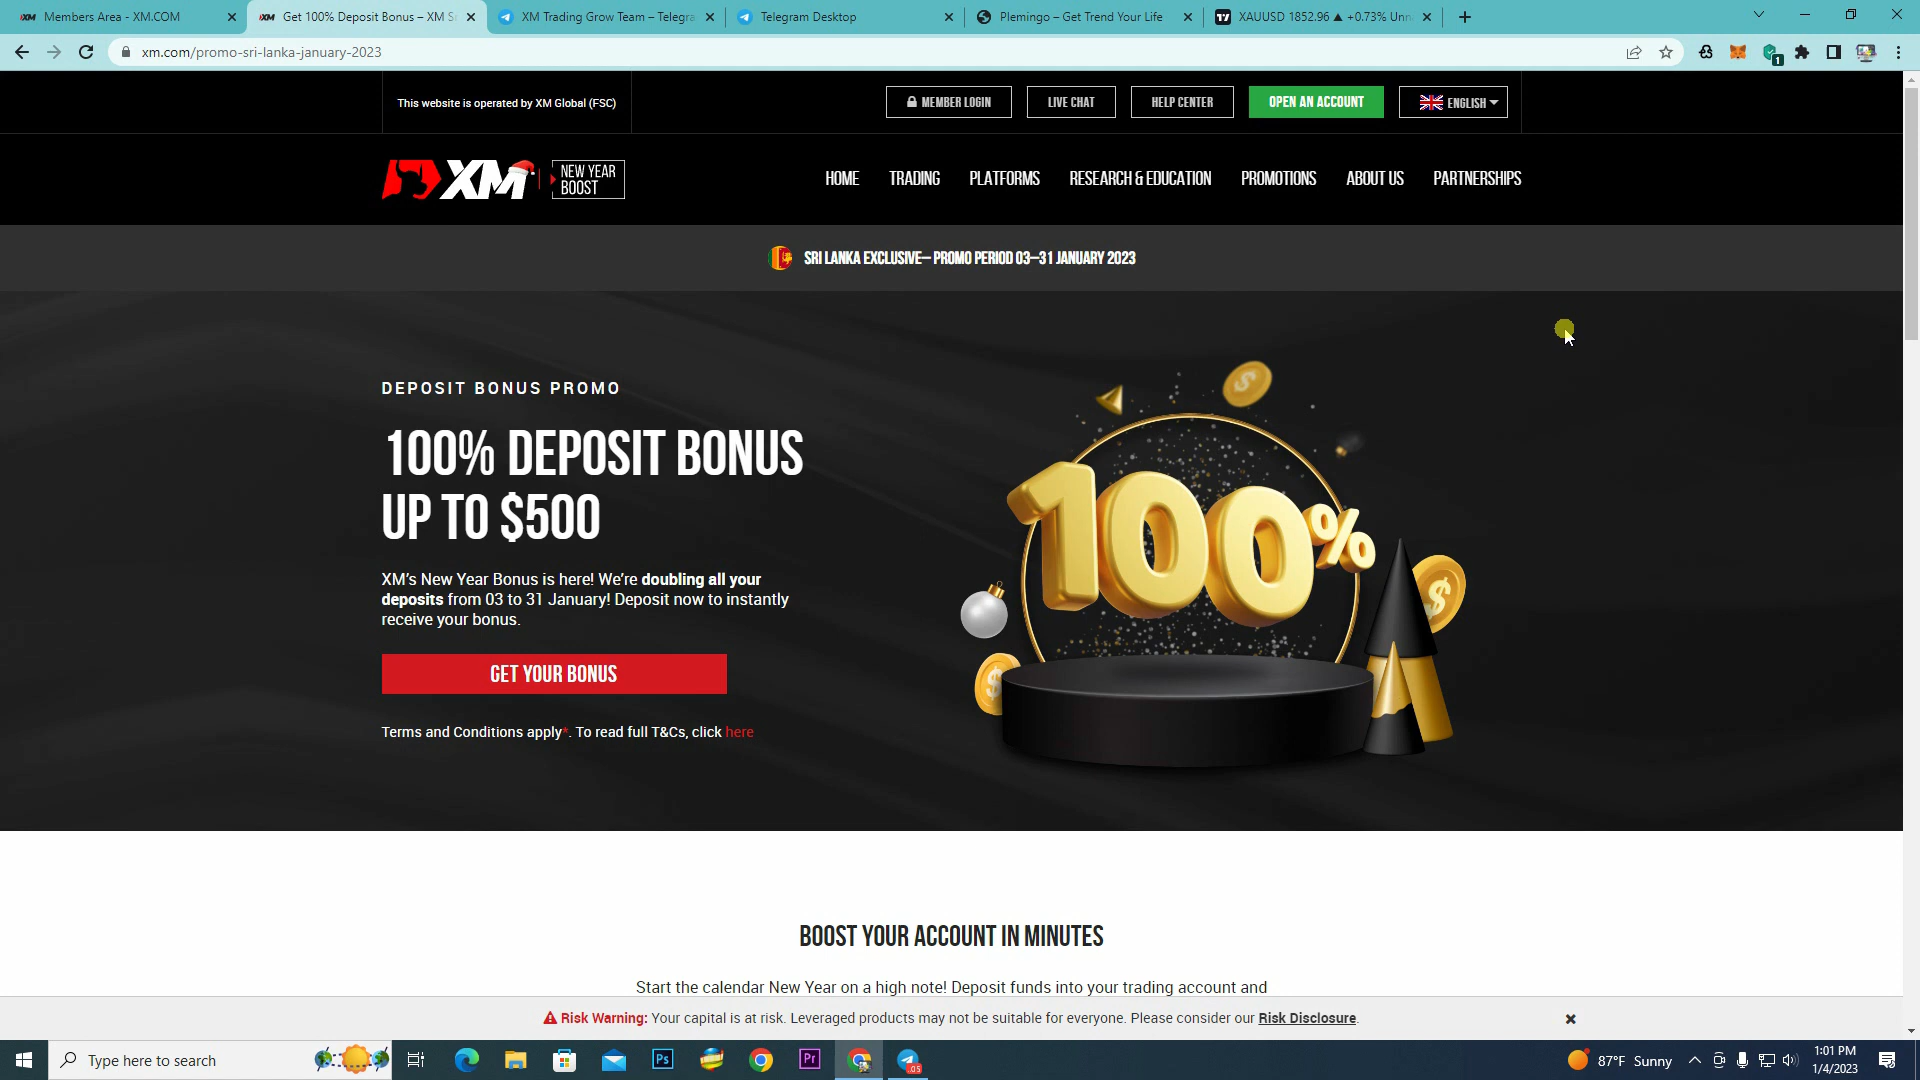 Members Area - XM.COM
Get 100% Deposit Bonus – XM S
XM Trading Grow Team – Telegra
Telegram Desktop
Plemingo – Get Trend Your Life
XAUUSD 1852.96 ▲ +0.73% Unn
xm.com/promo-sri-lanka-january-2023
1
This website is operated by XM Global (FSC)
MEMBER LOGIN
LIVE CHAT
HELP CENTER
OPEN AN ACCOUNT
ENGLISH
XM
NEW YEAR
BOOST
HOME
TRADING
PLATFORMS
RESEARCH & EDUCATION
PROMOTIONS
ABOUT US
PARTNERSHIPS
SRI LANKA EXCLUSIVE– PROMO PERIOD 03–31 JANUARY 2023
DEPOSIT BONUS PROMO
100% DEPOSIT BONUS
UP TO $500
XM's New Year Bonus is here! We're doubling all your
deposits from 03 to 31 January! Deposit now to instantly
receive your bonus.
GET YOUR BONUS
Terms and Conditions apply*. To read full T&Cs, click here
100%
$
$
$
BOOST YOUR ACCOUNT IN MINUTES
Start the calendar New Year on a high note! Deposit funds into your trading account and
Risk Warning: Your capital is at risk. Leveraged products may not be suitable for everyone. Please consider our Risk Disclosure.
Type here to search
Ps
Pr
.05
87°F Sunny
1:01 PM
1/4/2023